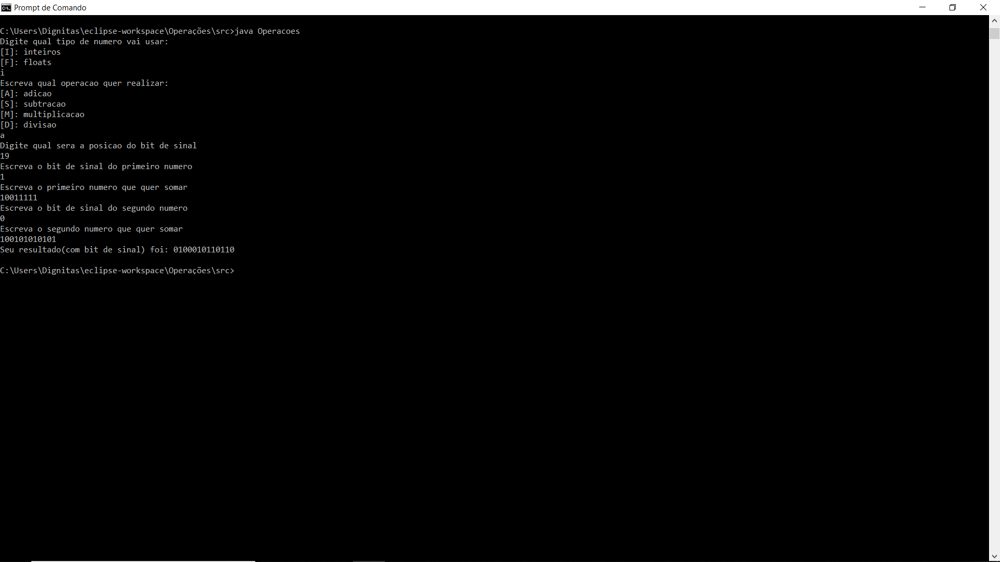 Prompt de Comando
C:\Users\Dignitas\eclipse-workspace\Operações\src>java Operacoes
Digite qual tipo de numero vai usar:
[I]: inteiros
[F]: floats
i
Escreva qual operacao quer realizar:
[A]: adicao
[S]: subtracao
[M]: multiplicacao
[D]: divisao
a
Digite qual sera a posicao do bit de sinal
19
Escreva o bit de sinal do primeiro numero
1
Escreva o primeiro numero que quer somar
10011111
Escreva o bit de sinal do segundo numero
0
Escreva o segundo numero que quer somar
100101010101
Seu resultado(com bit de sinal) foi: 0100010110110
C:\Users\Dignitas\eclipse-workspace\Operações\src>